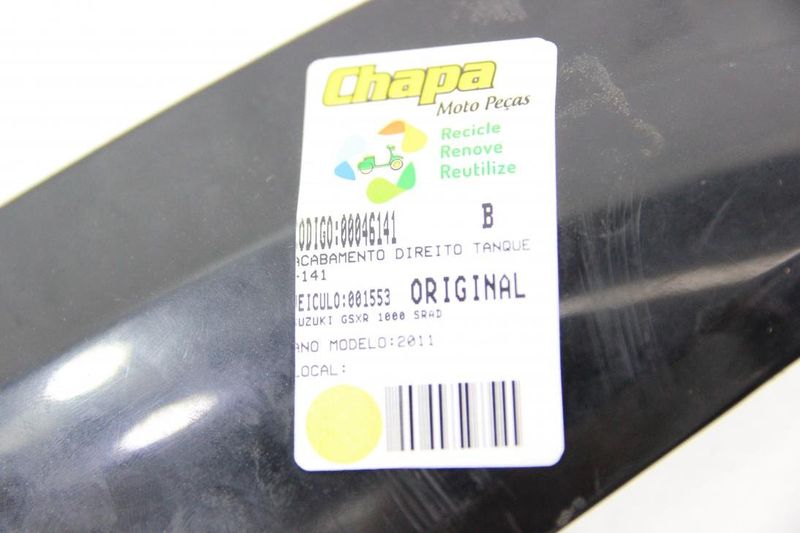 Chapa
Moto Peças
Recicle
Renove
Reutilize
ODIGO:00046141 B
ACABAMENTO DIREITO TANQUE
-141
EICULO:001553 ORIGINAL
UZUKI GSXR 1000 SRAD
ANO MODELO:2011
LOCAL: